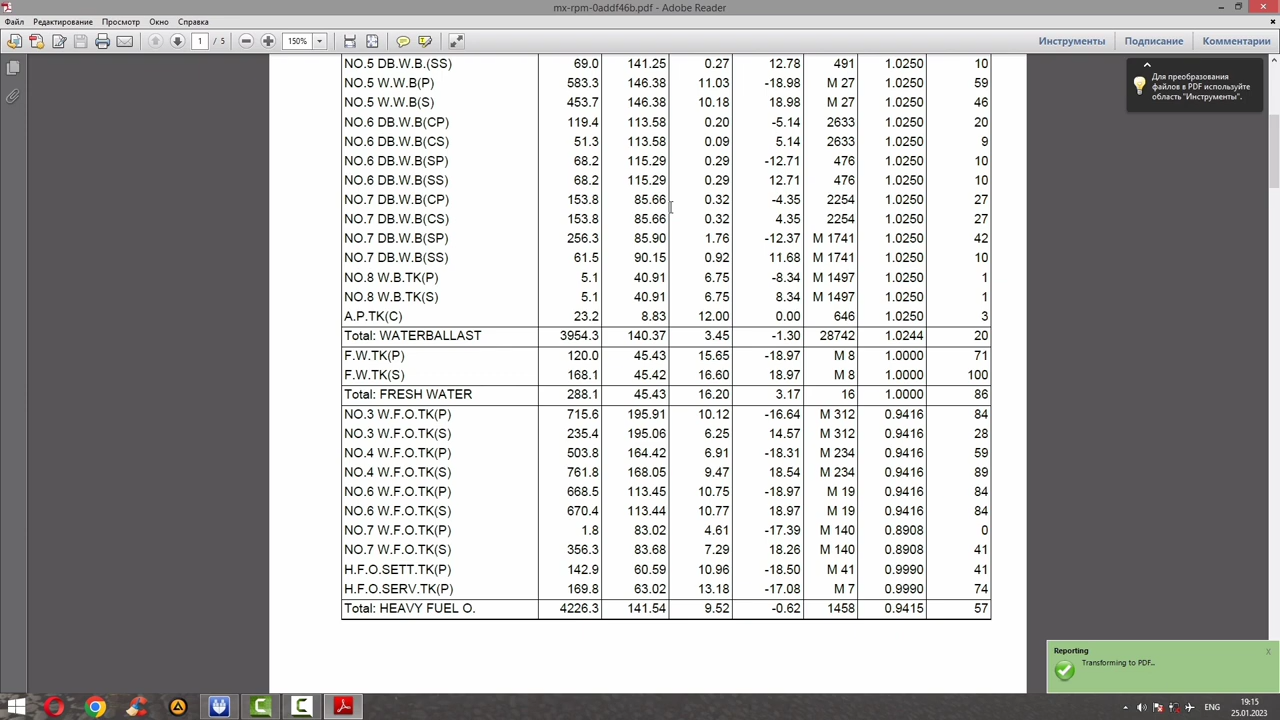 mx-rpm-0addf46b.pdf - Adobe Reader
Файл Редактирование Просмотр Окно Справка
1 / 5 150% Инструменты Подписание Комментарии
Для преобразования
файлов в PDF используйте
область "Инструменты".
NO.5 DB.W.B.(SS) 69.0 141.25 0.27 12.78 491 1.0250 10
NO.5 W.W.B(P) 583.3 146.38 11.03 -18.98 M 27 1.0250 59
NO.5 W.W.B(S) 453.7 146.38 10.18 18.98 M 27 1.0250 46
NO.6 DB.W.B(CP) 119.4 113.58 0.20 -5.14 2633 1.0250 20
NO.6 DB.W.B(CS) 51.3 113.58 0.09 5.14 2633 1.0250 9
NO.6 DB.W.B(SP) 68.2 115.29 0.29 -12.71 476 1.0250 10
NO.6 DB.W.B(SS) 68.2 115.29 0.29 12.71 476 1.0250 10
NO.7 DB.W.B(CP) 153.8 85.66 0.32 -4.35 2254 1.0250 27
NO.7 DB.W.B(CS) 153.8 85.66 0.32 4.35 2254 1.0250 27
NO.7 DB.W.B(SP) 256.3 85.90 1.76 -12.37 M 1741 1.0250 42
NO.7 DB.W.B(SS) 61.5 90.15 0.92 11.68 M 1741 1.0250 10
NO.8 W.B.TK(P) 5.1 40.91 6.75 -8.34 M 1497 1.0250 1
NO.8 W.B.TK(S) 5.1 40.91 6.75 8.34 M 1497 1.0250 1
A.P.TK(C) 23.2 8.83 12.00 0.00 646 1.0250 3
Total: WATERBALLAST 3954.3 140.37 3.45 -1.30 28742 1.0244 20
F.W.TK(P) 120.0 45.43 15.65 -18.97 M 8 1.0000 71
F.W.TK(S) 168.1 45.42 16.60 18.97 M 8 1.0000 100
Total: FRESH WATER 288.1 45.43 16.20 3.17 16 1.0000 86
NO.3 W.F.O.TK(P) 715.6 195.91 10.12 -16.64 M 312 0.9416 84
NO.3 W.F.O.TK(S) 235.4 195.06 6.25 14.57 M 312 0.9416 28
NO.4 W.F.O.TK(P) 503.8 164.42 6.91 -18.31 M 234 0.9416 59
NO.4 W.F.O.TK(S) 761.8 168.05 9.47 18.54 M 234 0.9416 89
NO.6 W.F.O.TK(P) 668.5 113.45 10.75 -18.97 M 19 0.9416 84
NO.6 W.F.O.TK(S) 670.4 113.44 10.77 18.97 M 19 0.9416 84
NO.7 W.F.O.TK(P) 1.8 83.02 4.61 -17.39 M 140 0.8908 0
NO.7 W.F.O.TK(S) 356.3 83.68 7.29 18.26 M 140 0.8908 41
H.F.O.SETT.TK(P) 142.9 60.59 10.96 -18.50 M 41 0.9990 41
H.F.O.SERV.TK(P) 169.8 63.02 13.18 -17.08 M 7 0.9990 74
Total: HEAVY FUEL O. 4226.3 141.54 9.52 -0.62 1458 0.9415 57
Reporting x
Transforming to PDF...
ENG
19:15
25.01.2023